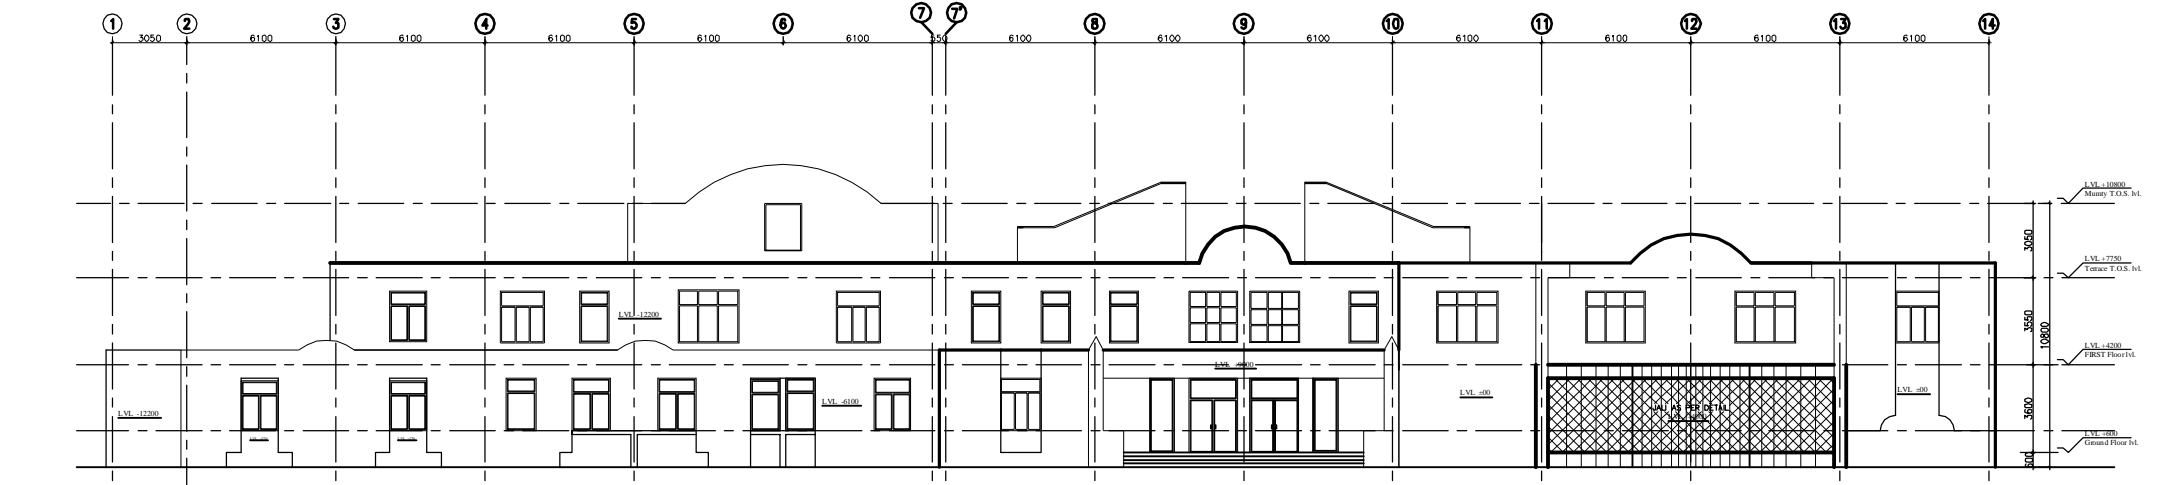 1 2 3 4 5 6 7 7' 8 9 10 11 12 13 14
3050 6100 6100 6100 6100 6100 550 6100 6100 6100 6100 6100 6100 6100
LVL +10800
Mumty T.O.S. lvl.
3050
LVL +7750
Terrace T.O.S. lvl.
LVL -12200
3550
10800
LVL +4200
FIRST Floor lvl.
LVL -12200
LVL -6100
LVL ±00
LVL ±00
JALI AS PER DETAIL
3600
LVL +600
Ground Floor lvl.
600